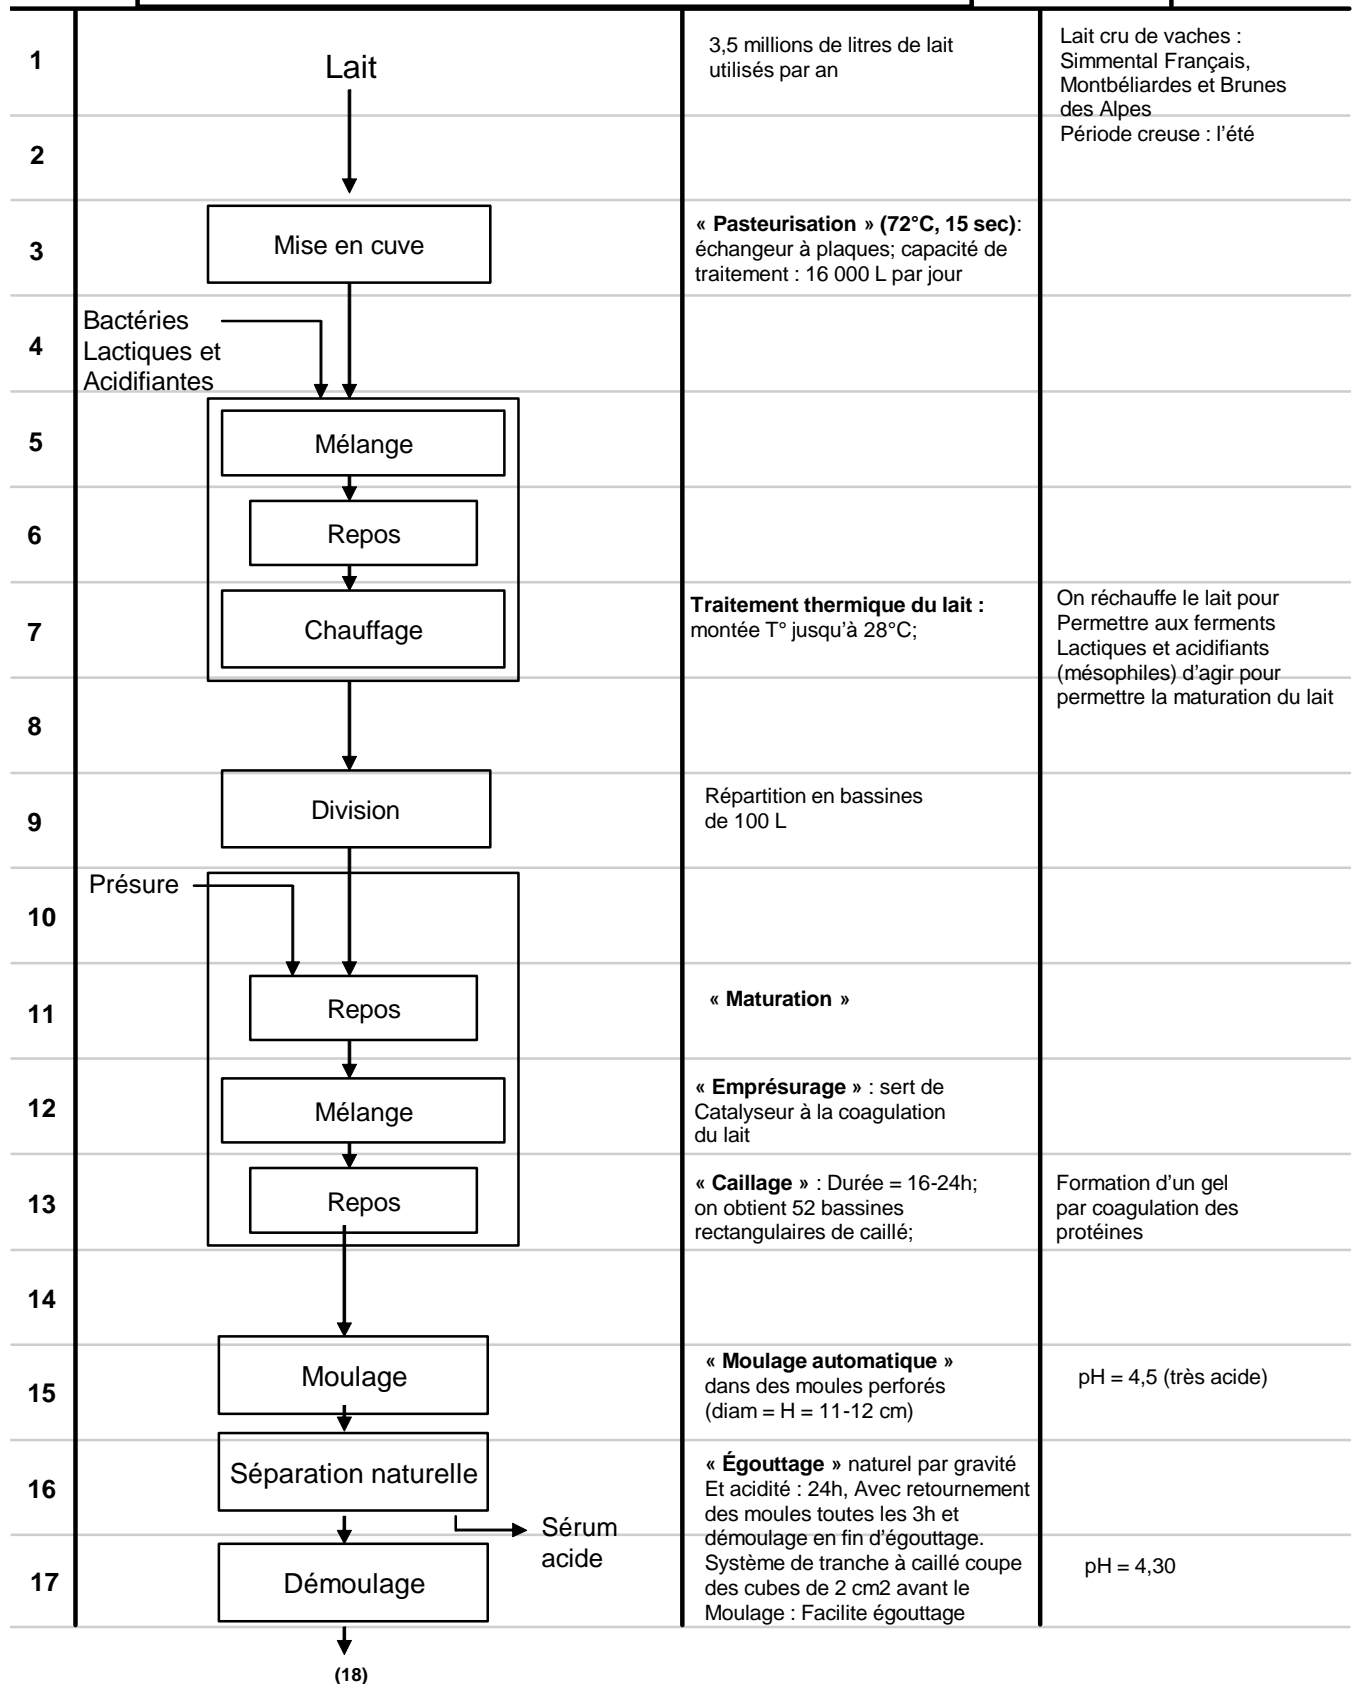 1
Lait
3,5 millions de litres de lait
utilisés par an
Lait cru de vaches :
Simmental Français,
Montbéliardes et Brunes
des Alpes
Période creuse : l’été
2
3
Mise en cuve
« Pasteurisation » (72°C, 15 sec):
échangeur à plaques; capacité de
traitement : 16 000 L par jour
4
Bactéries
Lactiques et
Acidifiantes
5
Mélange
6
Repos
7
Chauffage
Traitement thermique du lait :
montée T° jusqu’à 28°C;
On réchauffe le lait pour
Permettre aux ferments
Lactiques et acidifiants
(mésophiles) d’agir pour
permettre la maturation du lait
8
9
Division
Répartition en bassines
de 100 L
Présure
10
11
Repos
« Maturation »
12
Mélange
« Emprésurage » : sert de
Catalyseur à la coagulation
du lait
13
Repos
« Caillage » : Durée = 16-24h;
on obtient 52 bassines
rectangulaires de caillé;
Formation d’un gel
par coagulation des
protéines
14
15
Moulage
« Moulage automatique »
dans des moules perforés
(diam = H = 11-12 cm)
pH = 4,5 (très acide)
16
Séparation naturelle
« Égouttage » naturel par gravité
Et acidité : 24h, Avec retournement
des moules toutes les 3h et
démoulage en fin d’égouttage.
Système de tranche à caillé coupe
des cubes de 2 cm2 avant le
Moulage : Facilite égouttage
Sérum
acide
17
Démoulage
pH = 4,30
(18)